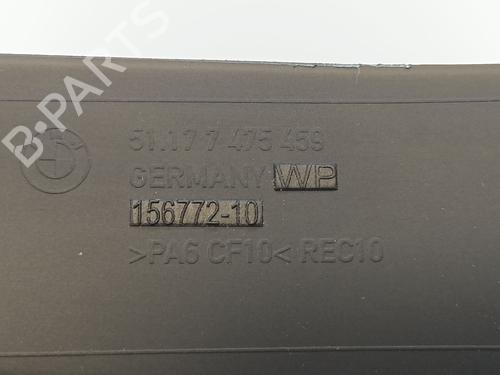 B-PARTS
51.17 7 475 459
GERMANY WP
156772-10
>PA6 CF10< REC10